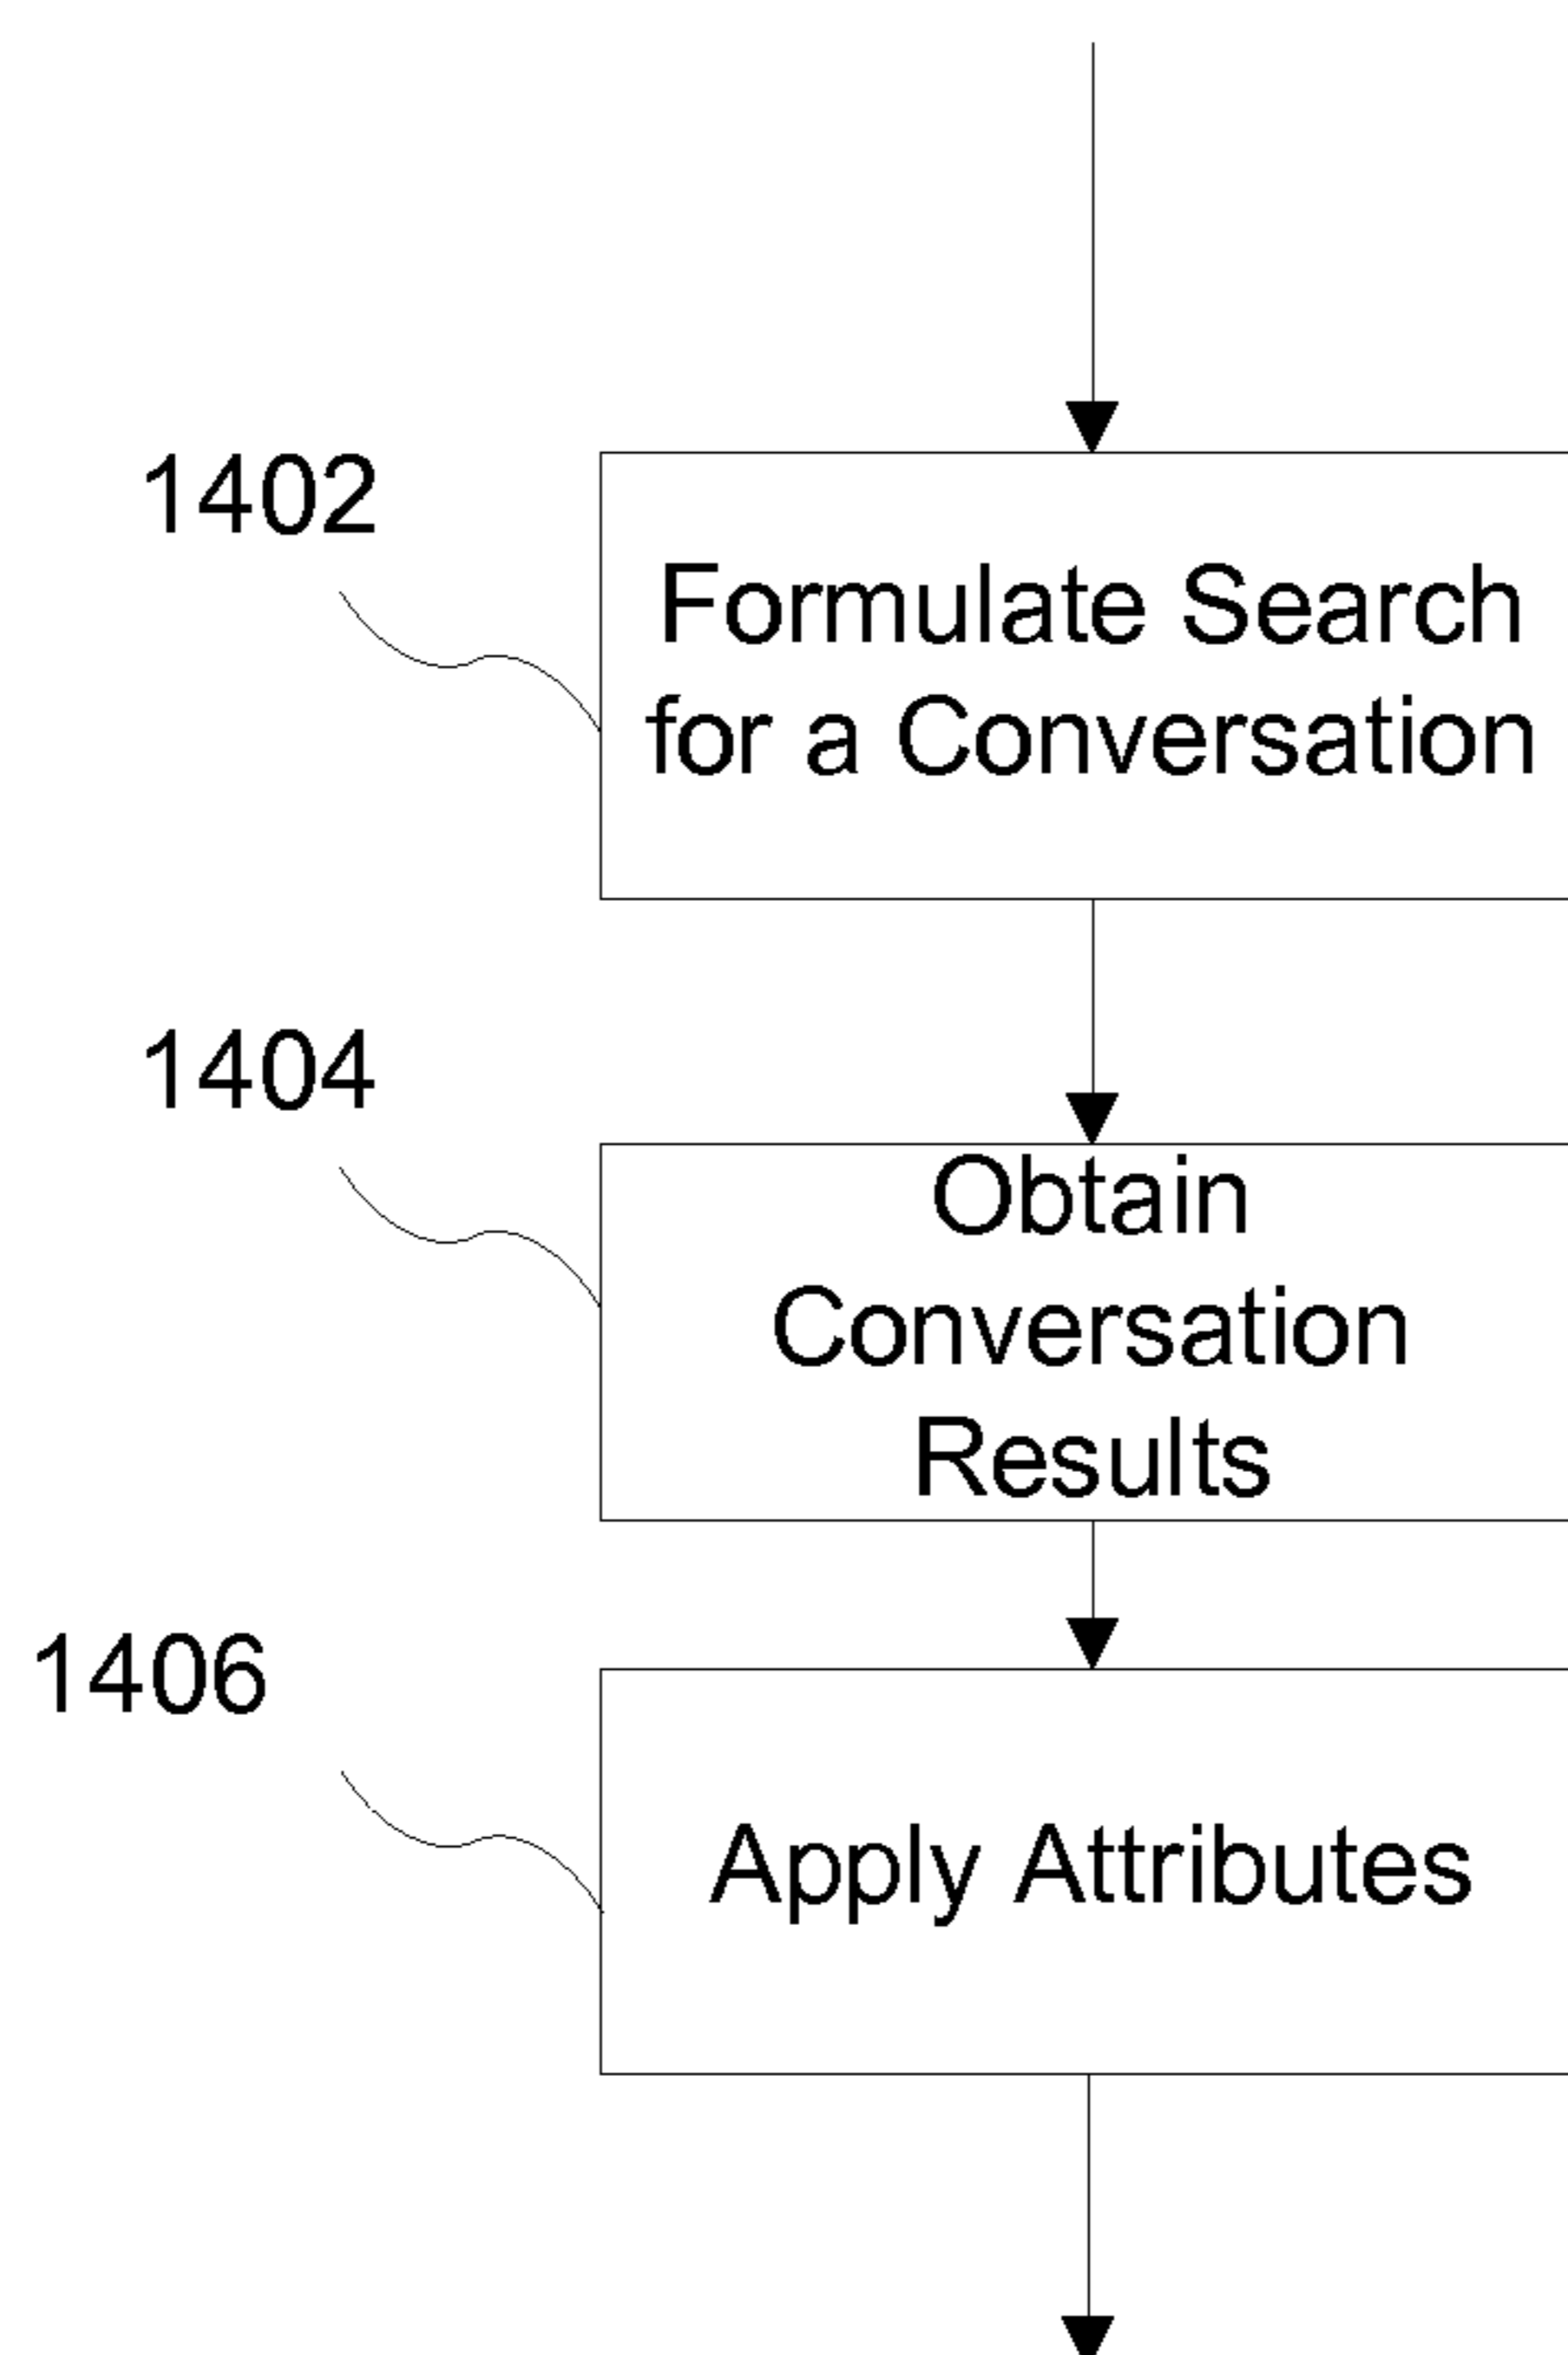 1402
Formulate Search
for a Conversation
1404
Obtain
Conversation
Results
1406
Apply Attributes